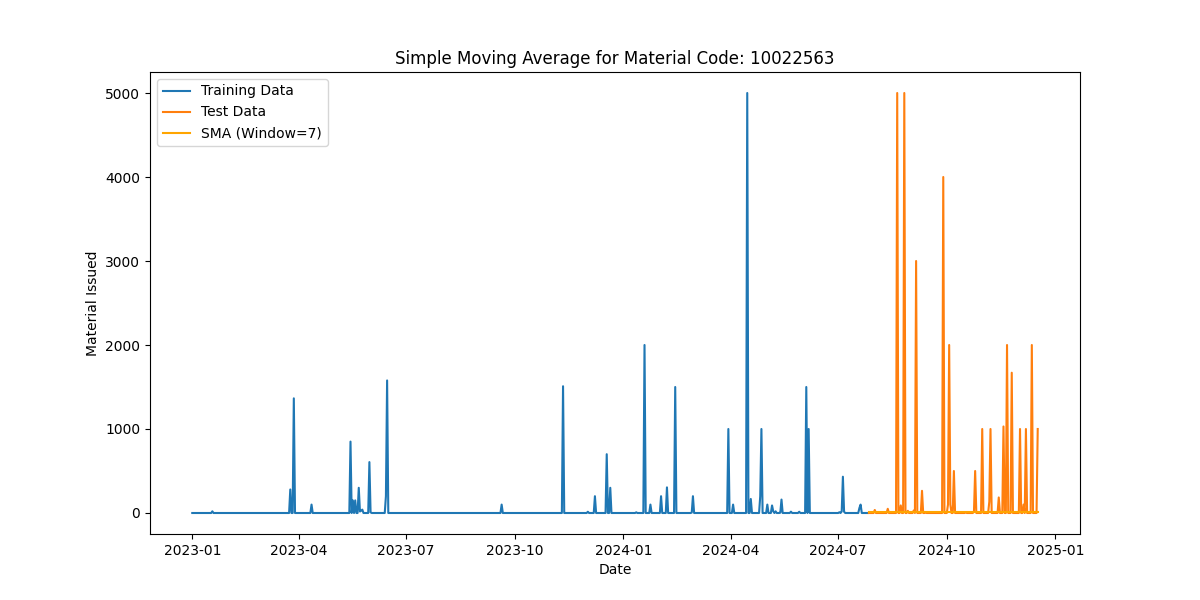 Simple Moving Average for Material Code: 10022563
Training Data
Test Data
SMA (Window=7)
Material Issued
5000
4000
3000
2000
1000
0
2023-01 2023-04 2023-07 2023-10 2024-01 2024-04 2024-07 2024-10 2025-01
Date